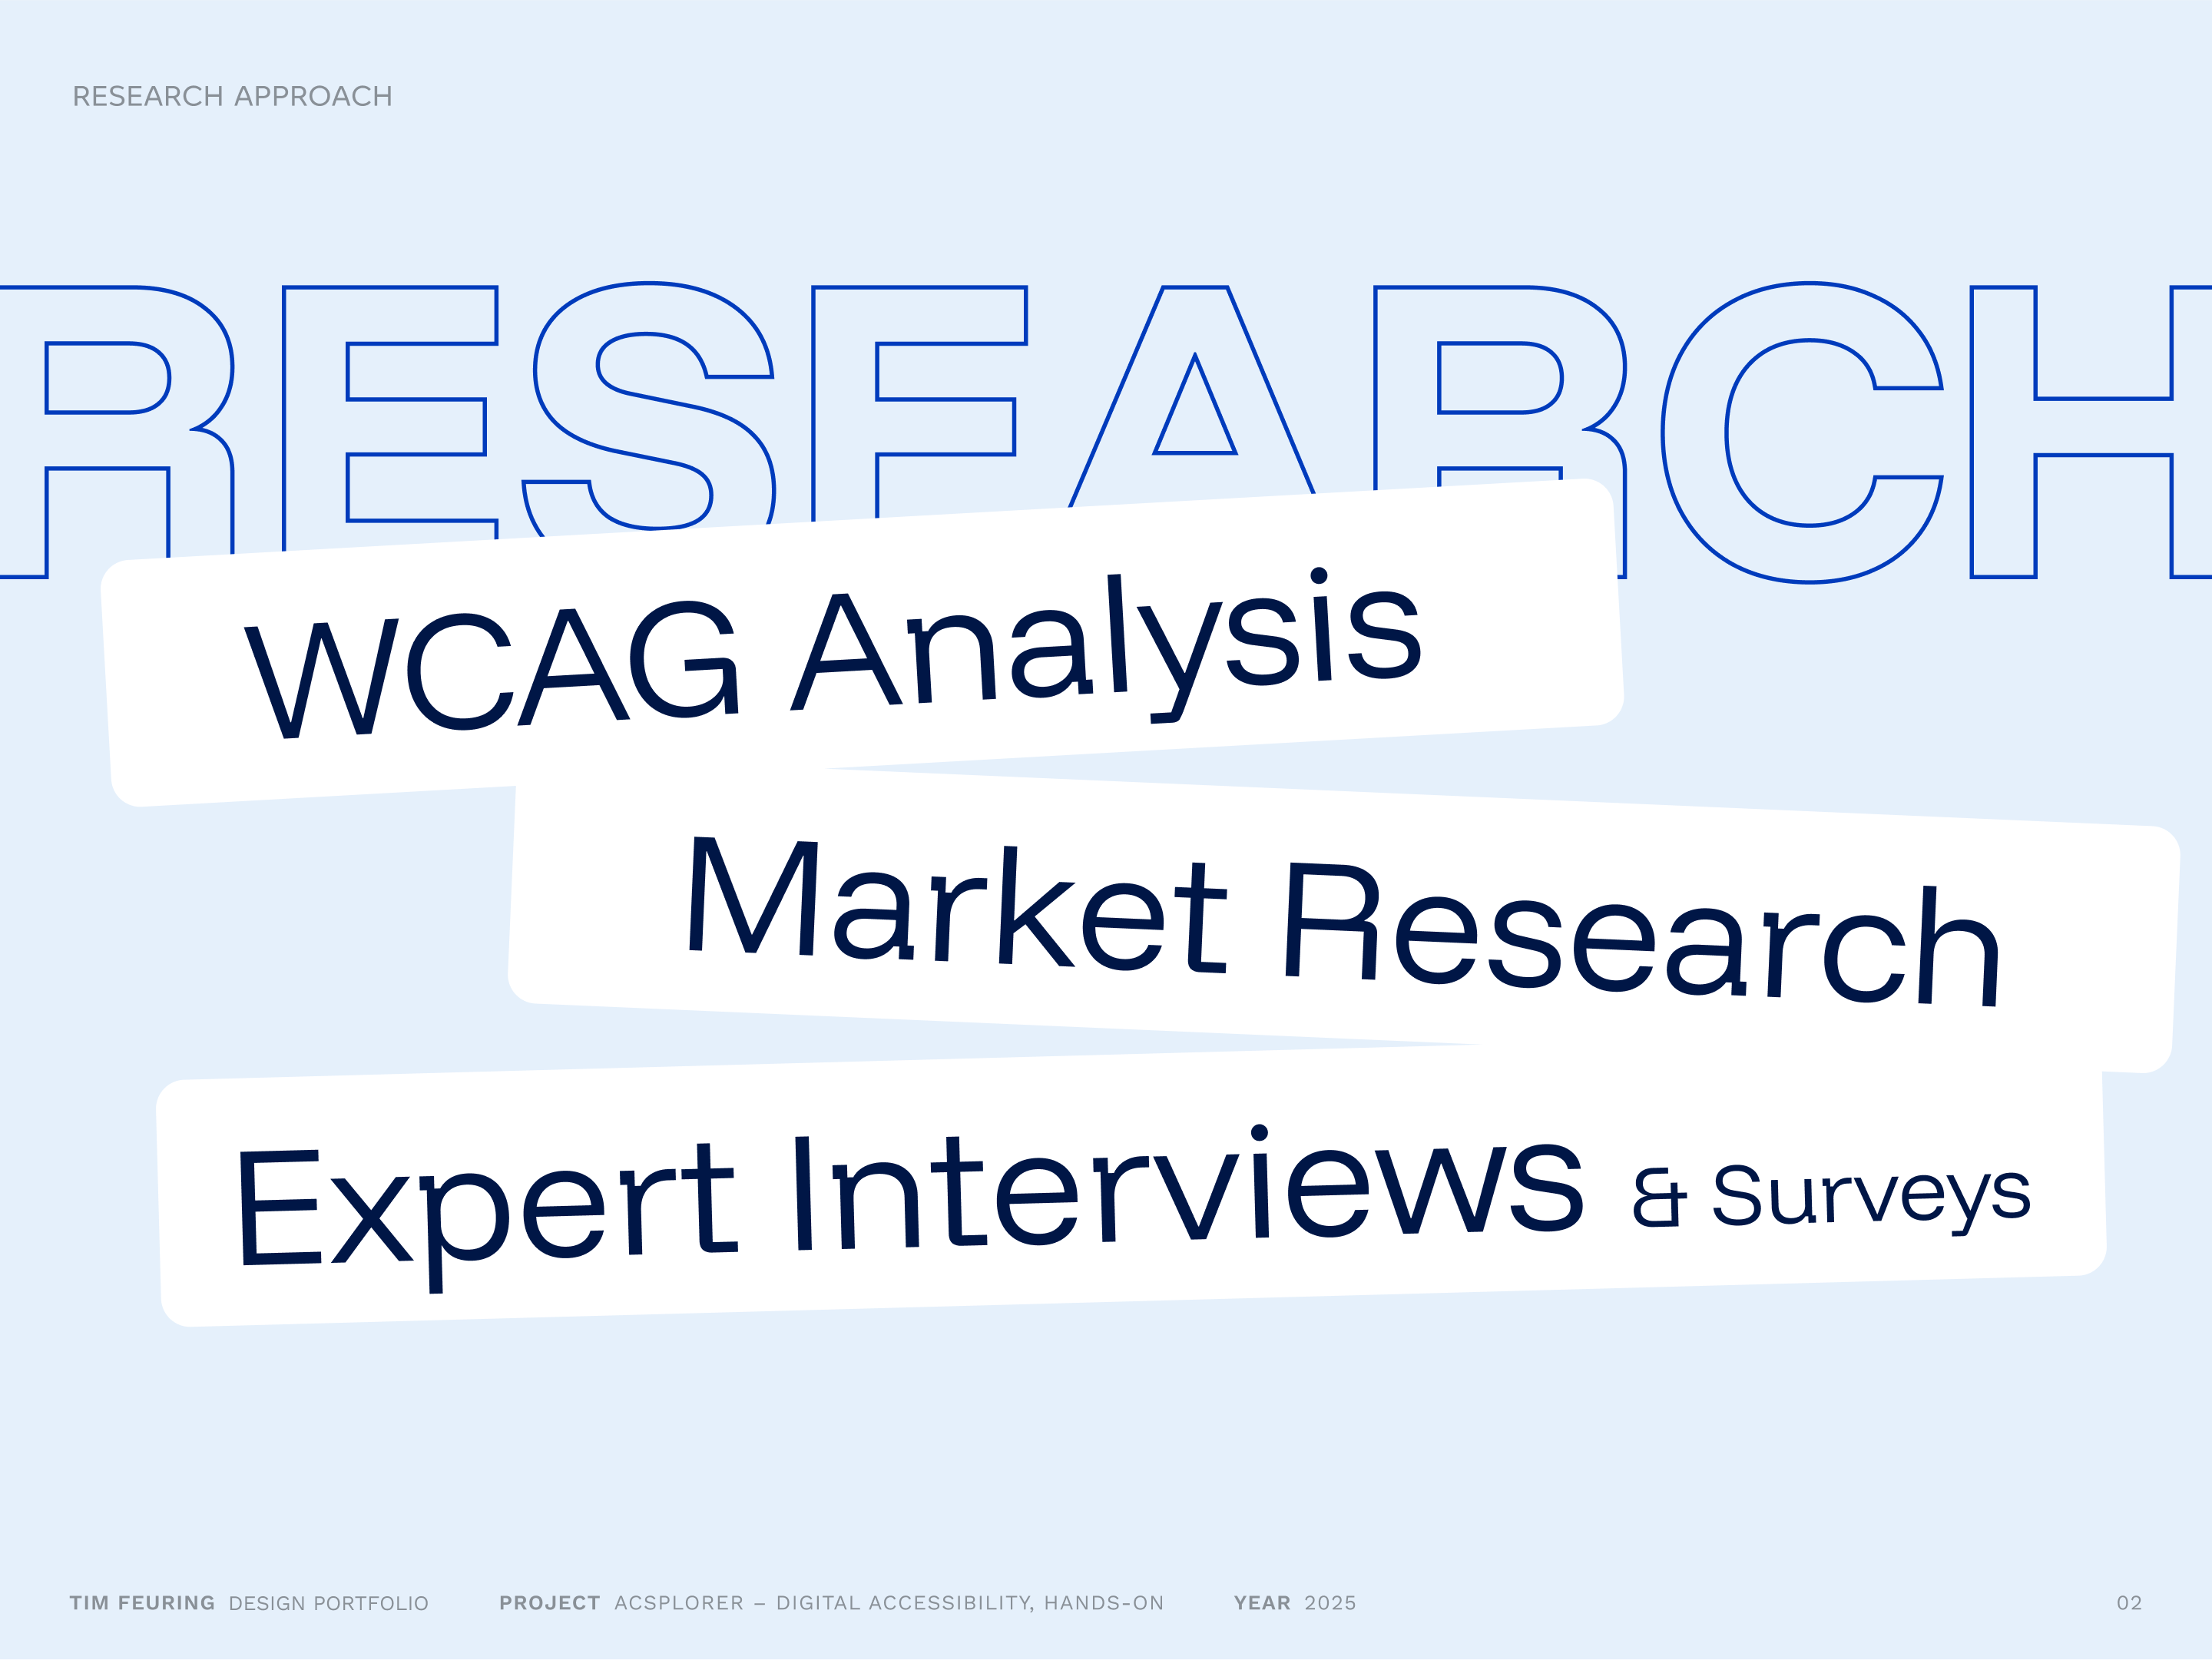 RESEARCH APPROACH
RESEARCH
WCAG Analysis
Market Research
Expert Interviews & Surveys
TIM FEURING DESIGN PORTFOLIO PROJECT ACSPLORER – DIGITAL ACCESSIBILITY, HANDS-ON YEAR 2025 02